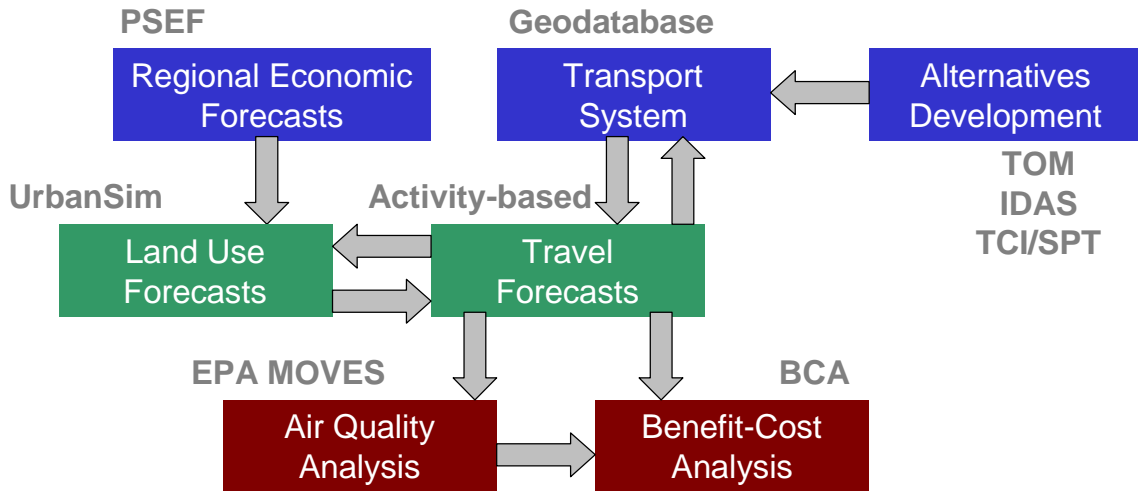 PSEF
Geodatabase
Regional Economic
Forecasts
Transport
System
Alternatives
Development
TOM
IDAS
TCI/SPT
UrbanSim
Activity-based
Land Use
Forecasts
Travel
Forecasts
EPA MOVES
BCA
Air Quality
Analysis
Benefit-Cost
Analysis